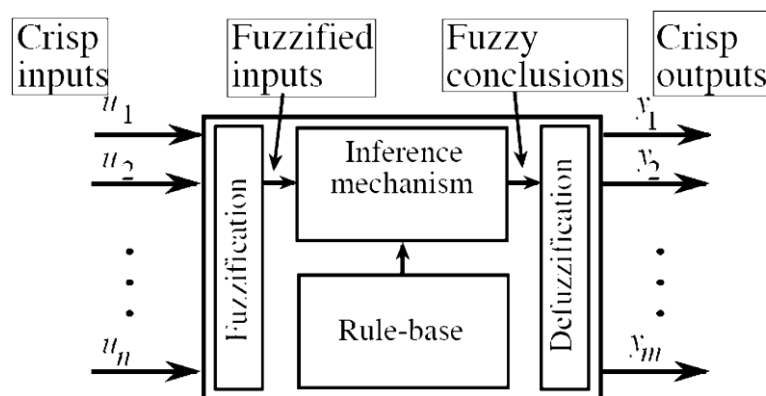 Crisp
inputs
Fuzzified
inputs
Fuzzy
conclusions
Crisp
outputs
u1
u2
un
Fuzzification
Inference
mechanism
Rule-base
Defuzzification
y1
y2
ym